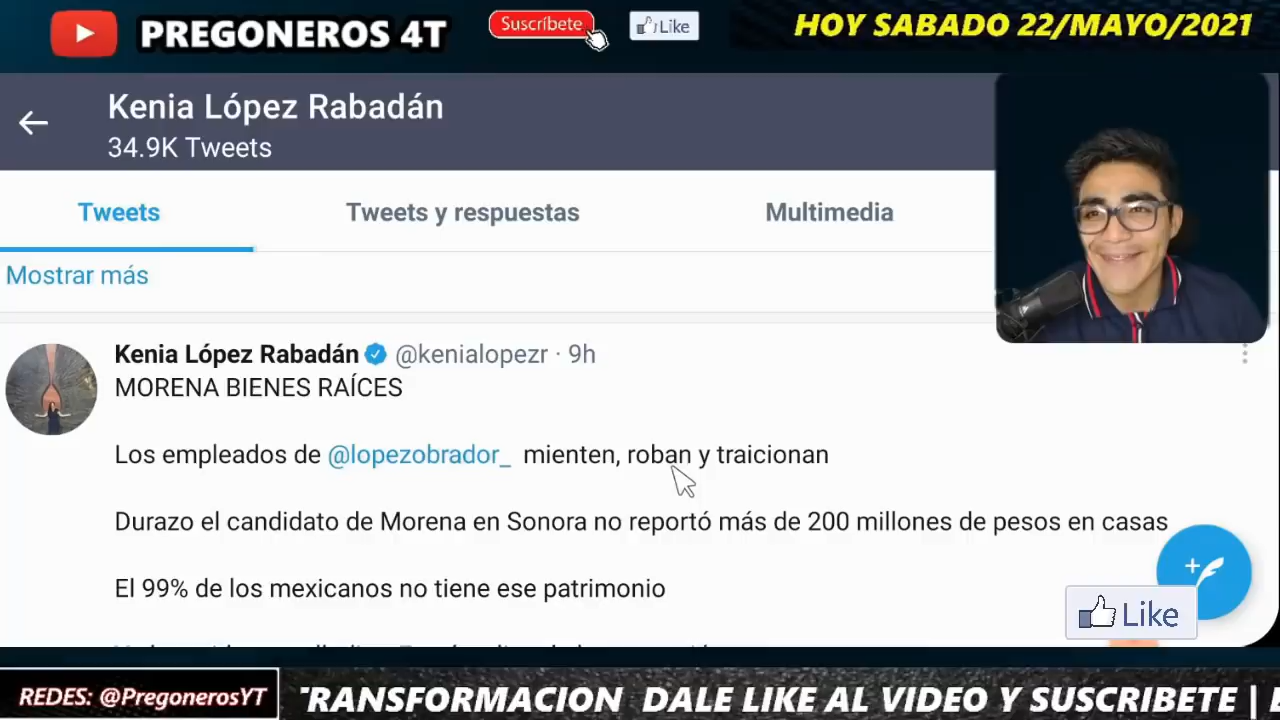 PREGONEROS 4T
Suscríbete
Like
HOY SABADO 22/MAYO/2021
Kenia López Rabadán
34.9K Tweets
Tweets
Tweets y respuestas
Multimedia
Mostrar más
Kenia López Rabadán @kenialopezr · 9h
MORENA BIENES RAÍCES
Los empleados de @lopezobrador_ mienten, roban y traicionan
Durazo el candidato de Morena en Sonora no reportó más de 200 millones de pesos en casas
El 99% de los mexicanos no tiene ese patrimonio
Like
REDES: @PregonerosYT
TRANSFORMACION DALE LIKE AL VIDEO Y SUSCRIBETE |